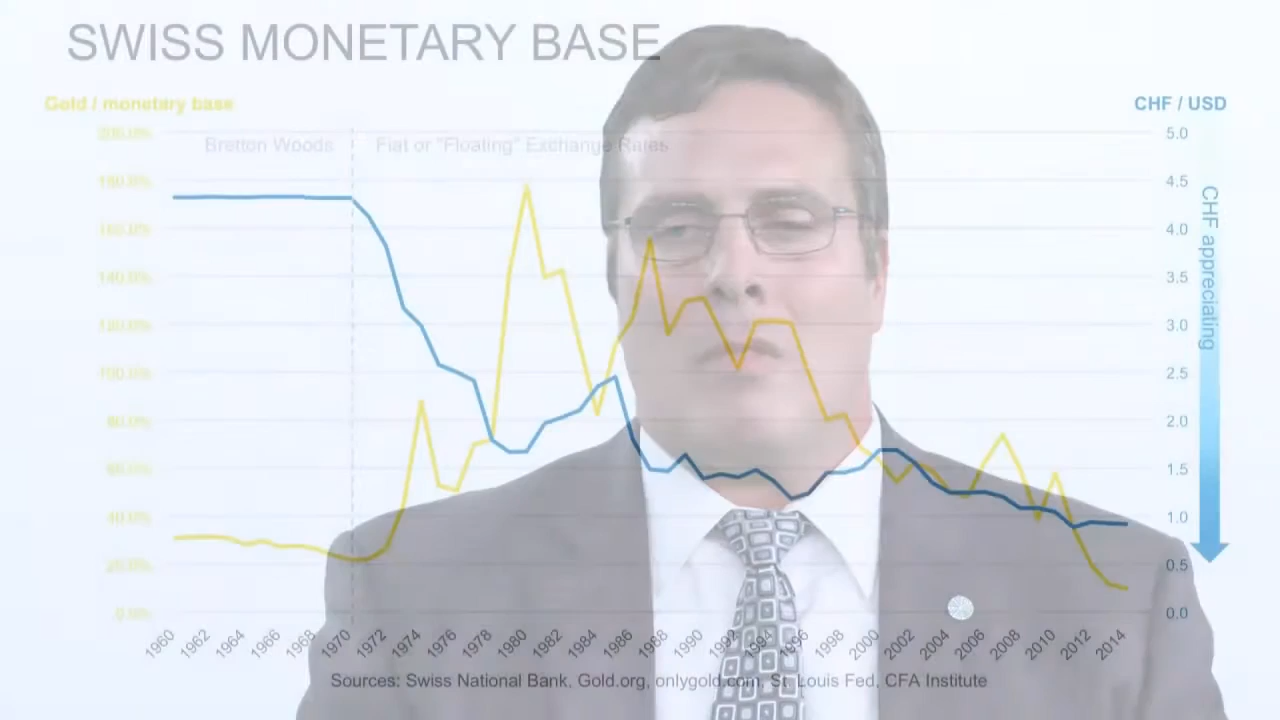 SWISS MONETARY BASE
Gold / monetary base
CHF / USD
200.0%
Bretton Woods
Fiat or "Floating" Exchange Rates
5.0
180.0%
4.5
160.0%
4.0
140.0%
3.5
120.0%
3.0
100.0%
2.5
80.0%
2.0
60.0%
1.5
40.0%
1.0
20.0%
0.5
0.0%
0.0
CHF appreciating
1960 1962 1964 1966 1968 1970 1972 1974 1976 1978 1980 1982 1984 1986 1988 1990 1992 1994 1996 1998 2000 2002 2004 2006 2008 2010 2012 2014
Sources: Swiss National Bank, Gold.org, onlygold.com, St. Louis Fed, CFA Institute